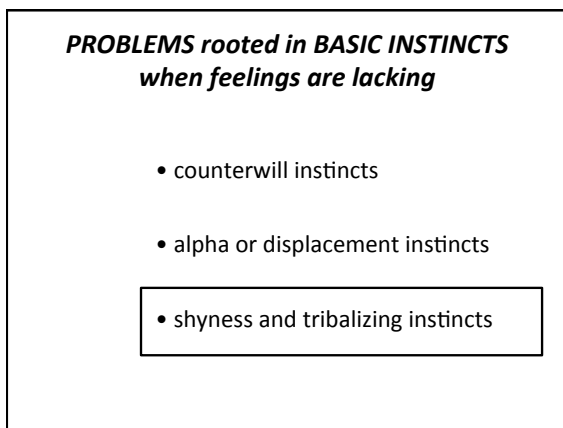 PROBLEMS rooted in BASIC INSTINCTS
when feelings are lacking
• counterwill instincts
• alpha or displacement instincts
• shyness and tribalizing instincts